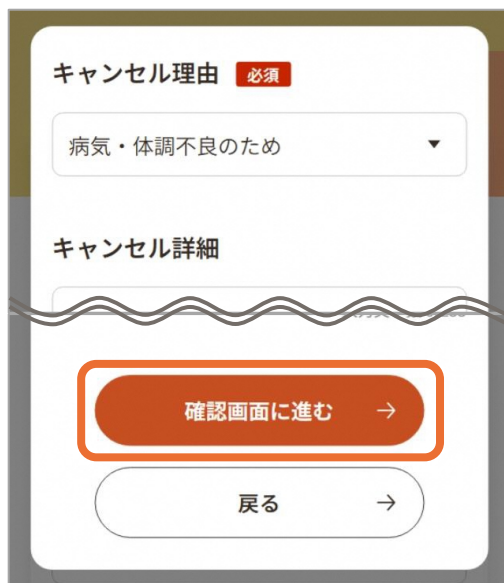 キャンセル理由 必須
病気・体調不良のため
キャンセル詳細
確認画面に進む
戻る